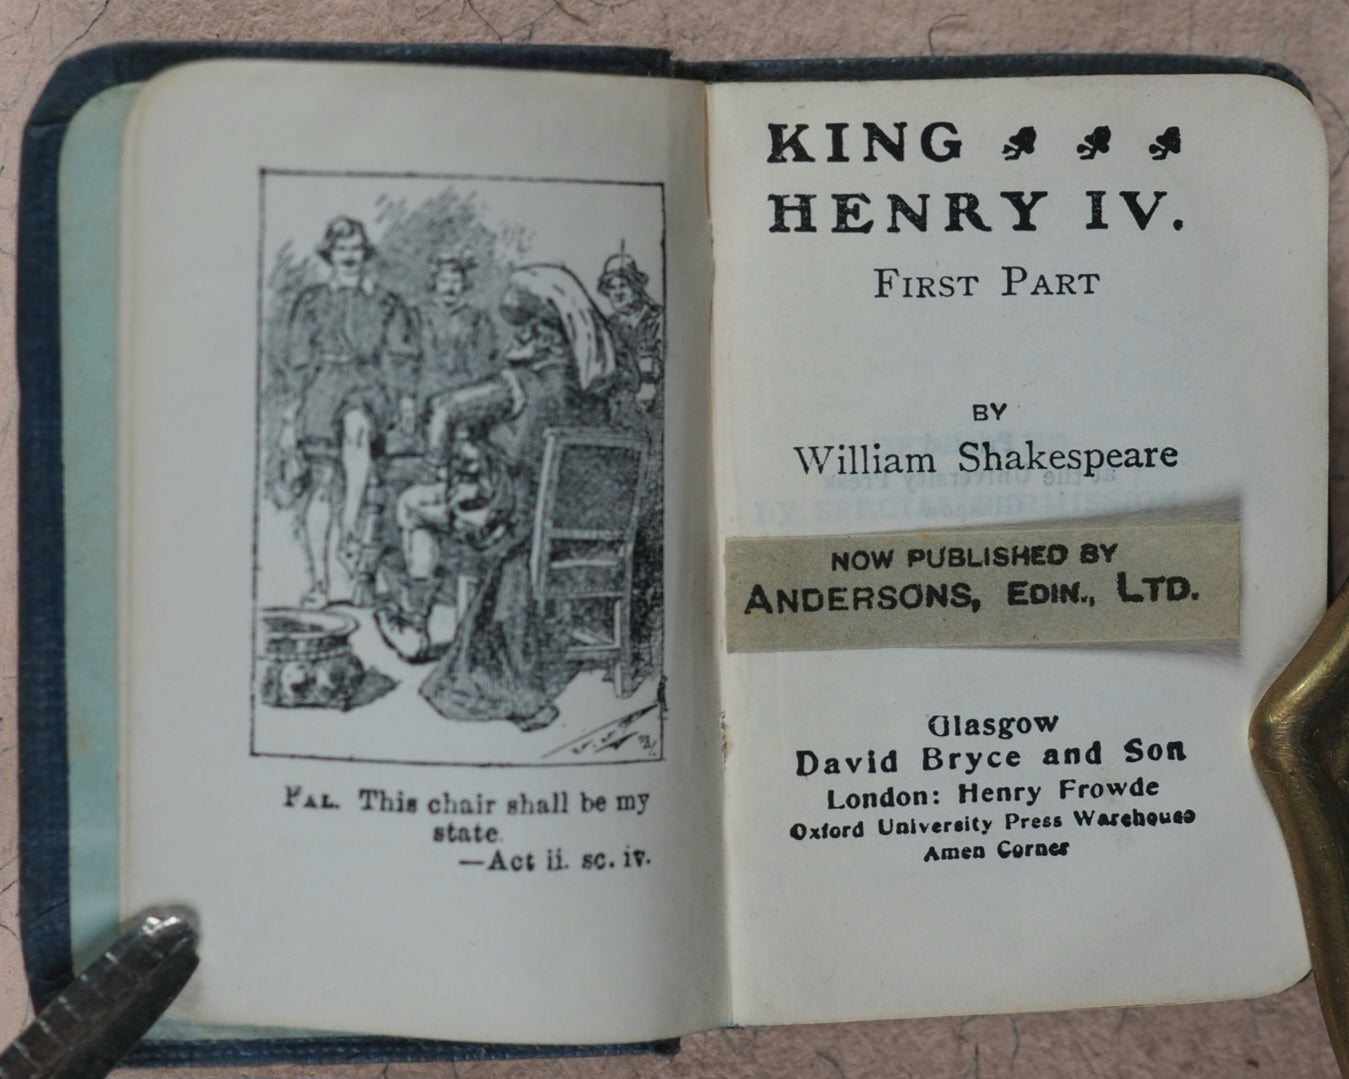 FAL. This chair shall be my
state.
—Act ii. sc. iv.
KING
HENRY IV.
FIRST PART
BY
William Shakespeare
NOW PUBLISHED BY
ANDERSONS, EDIN., LTD.
Glasgow
David Bryce and Son
London: Henry Frowde
Oxford University Press Warehouse
Amen Corner